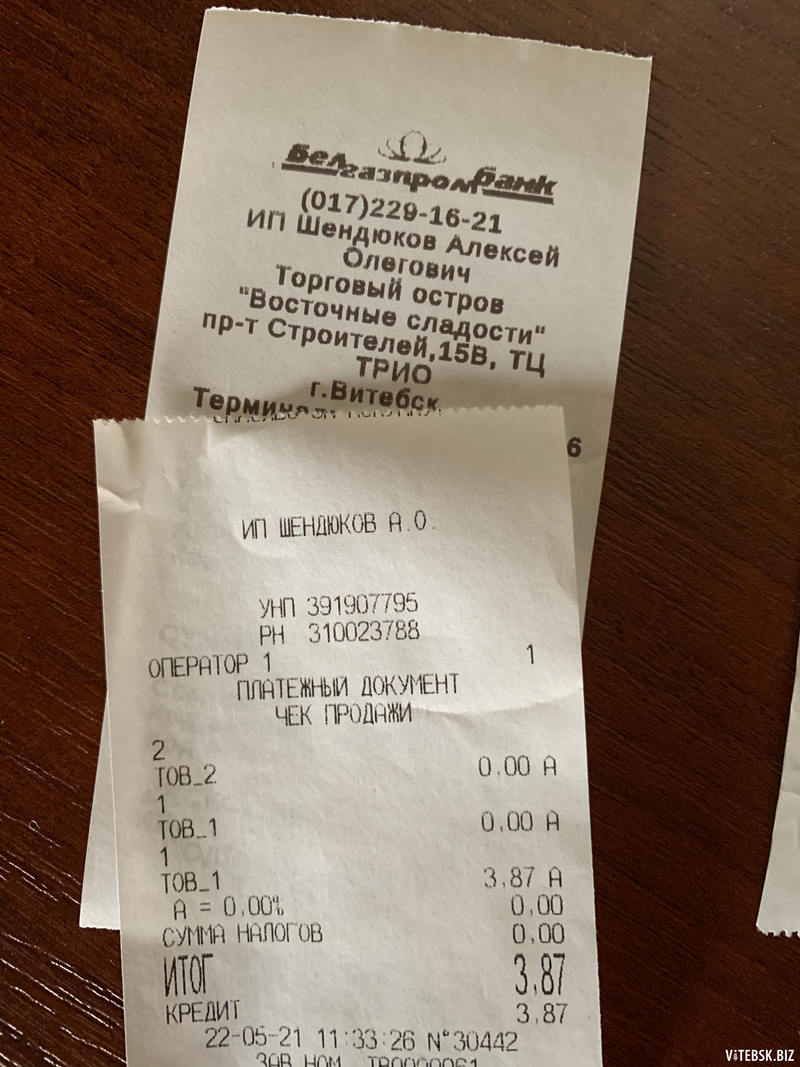 Белгазпромбанк
(017)229-16-21
ИП Шендюков Алексей
Олегович
Торговый остров
"Восточные сладости"
пр-т Строителей,15В, ТЦ
ТРИО
г.Витебск
6
ИП ШЕНДЮКОВ А.О.
УНП 391907795
РН 310023788
ОПЕРАТОР 1 1
ПЛАТЕЖНЫЙ ДОКУМЕНТ
ЧЕК ПРОДАЖИ
2
ТОВ_2 0,00 А
1
ТОВ_1 0,00 А
1
ТОВ_1 3,87 А
А = 0,00% 0,00
СУММА НАЛОГОВ 0,00
ИТОГ 3,87
КРЕДИТ 3,87
22-05-21 11:33:26 N°30442
ЗАВ.НОМ.
VITEBSK.BIZ